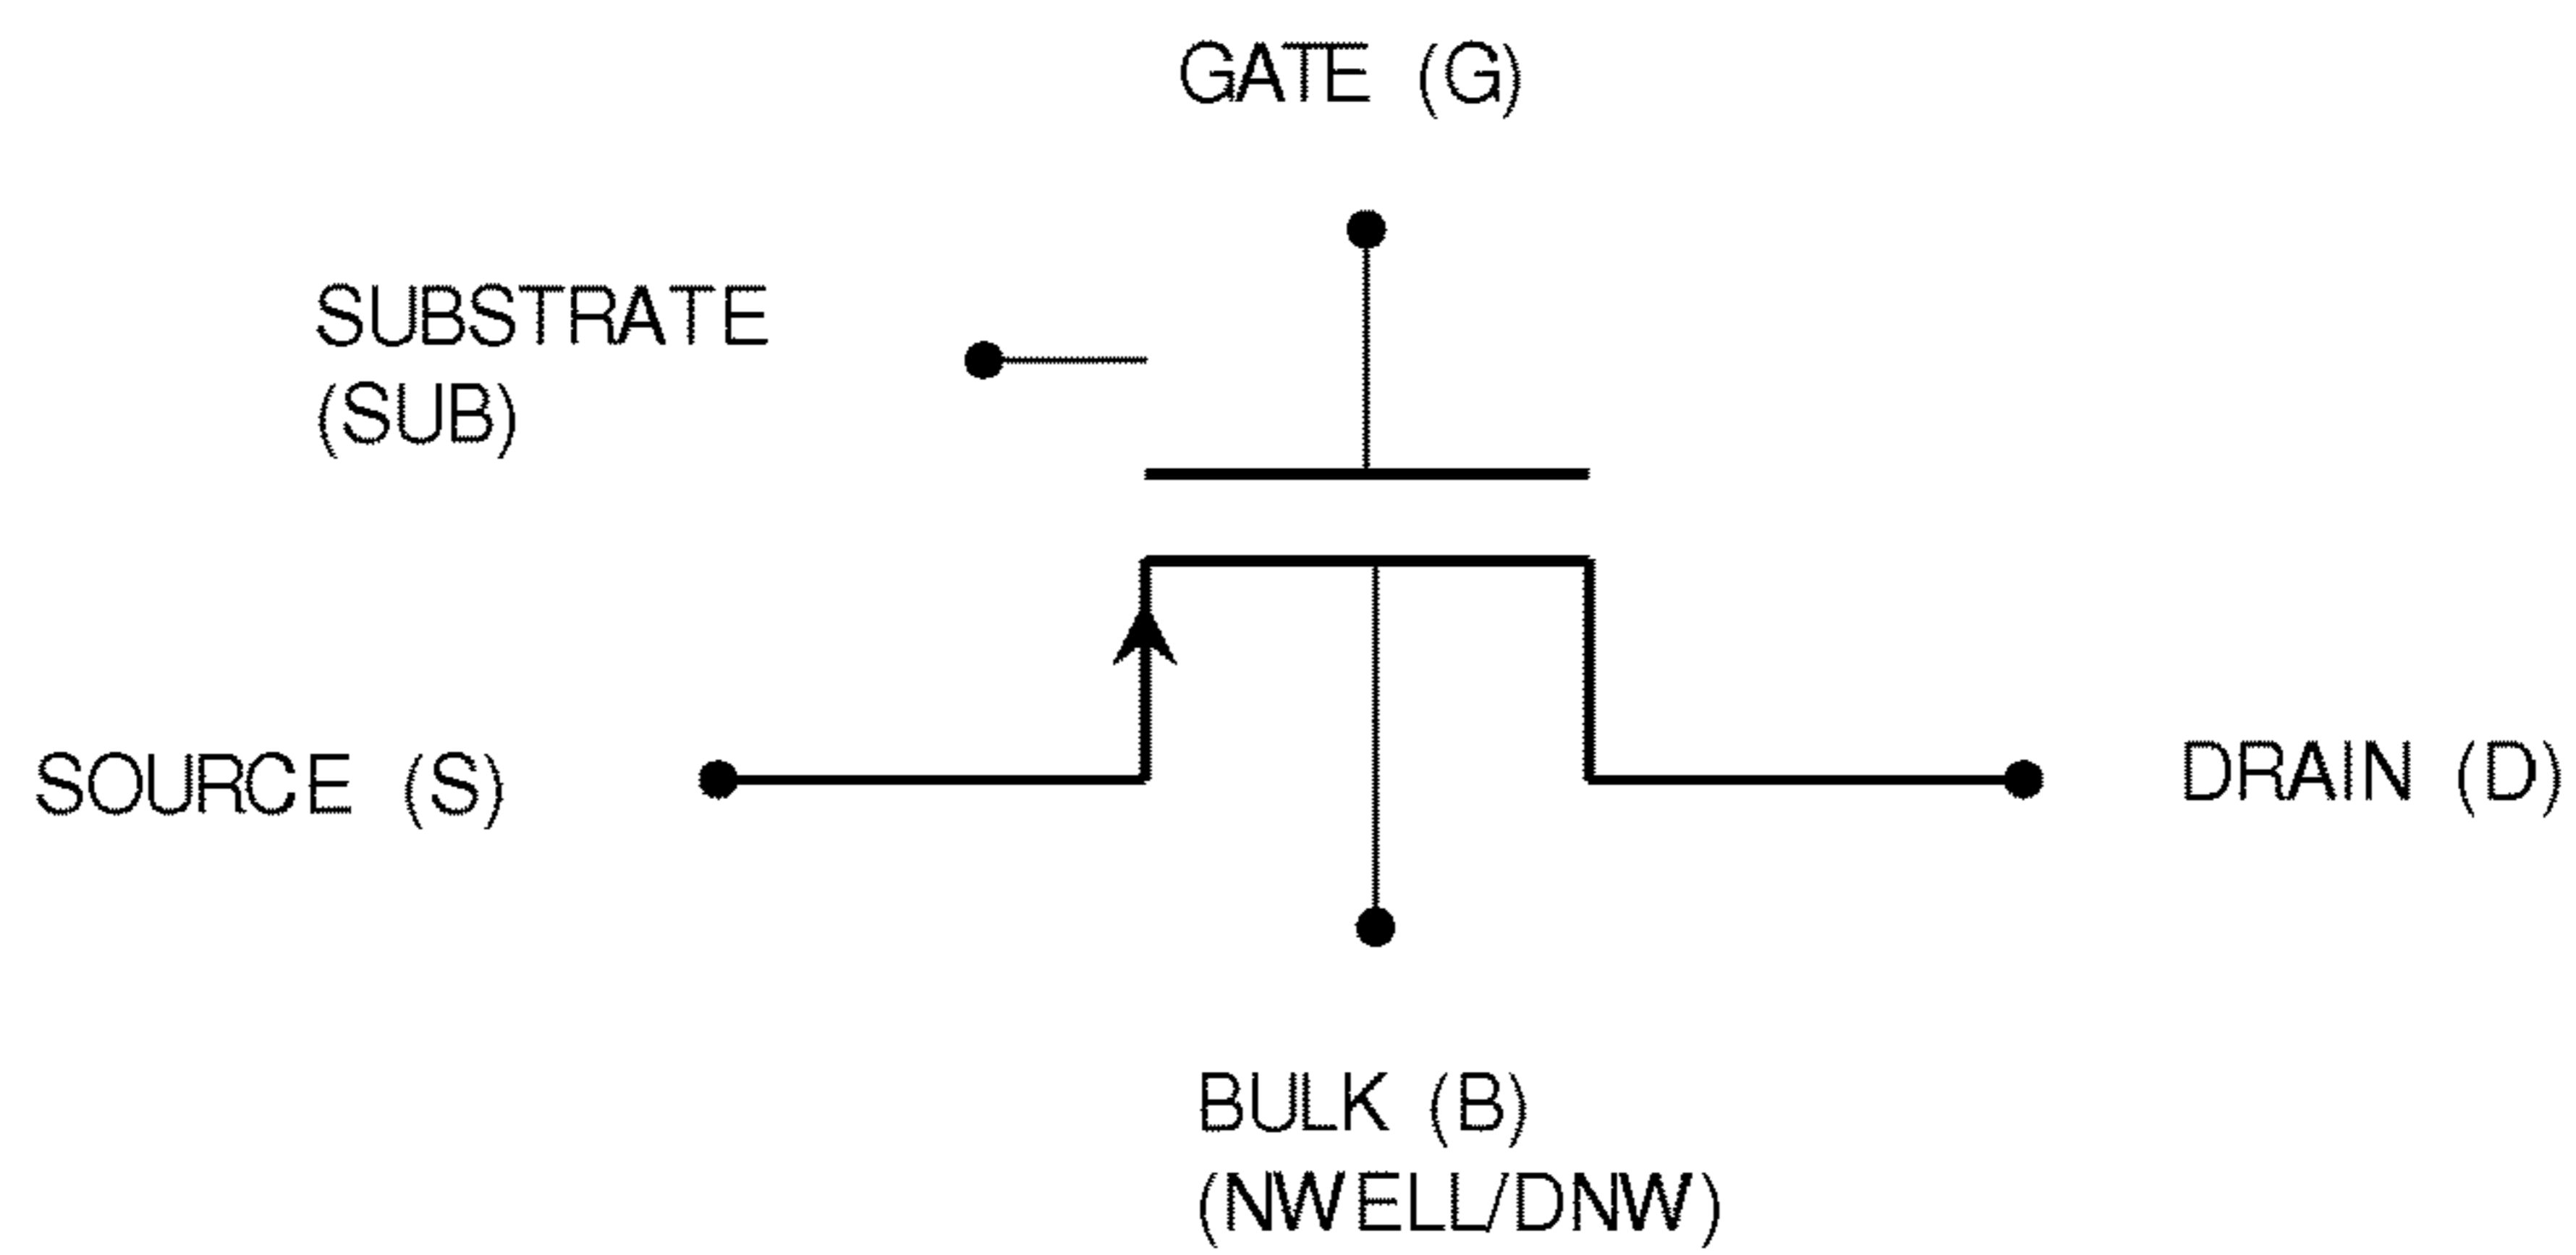 GATE (G)
SUBSTRATE
(SUB)
SOURCE (S)
DRAIN (D)
BULK (B)
(NWELL/DNW)